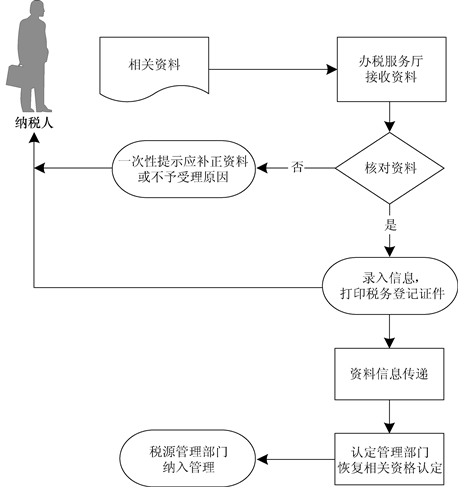 相关资料
办税服务厅
接收资料
纳税人
一次性提示应补正资料
或不予受理原因
否
核对资料
是
录入信息，
打印税务登记证件
资料信息传递
税源管理部门
纳入管理
认定管理部门
恢复相关资格认定